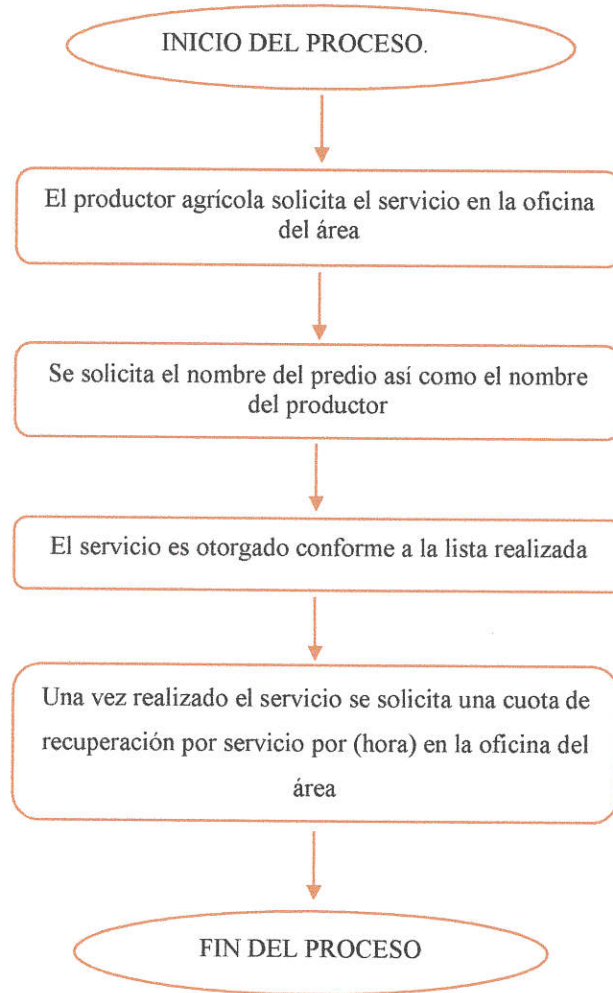 INICIO DEL PROCESO.
El productor agrícola solicita el servicio en la oficina
del área
Se solicita el nombre del predio así como el nombre
del productor
El servicio es otorgado conforme a la lista realizada
Una vez realizado el servicio se solicita una cuota de
recuperación por servicio por (hora) en la oficina del
área
FIN DEL PROCESO